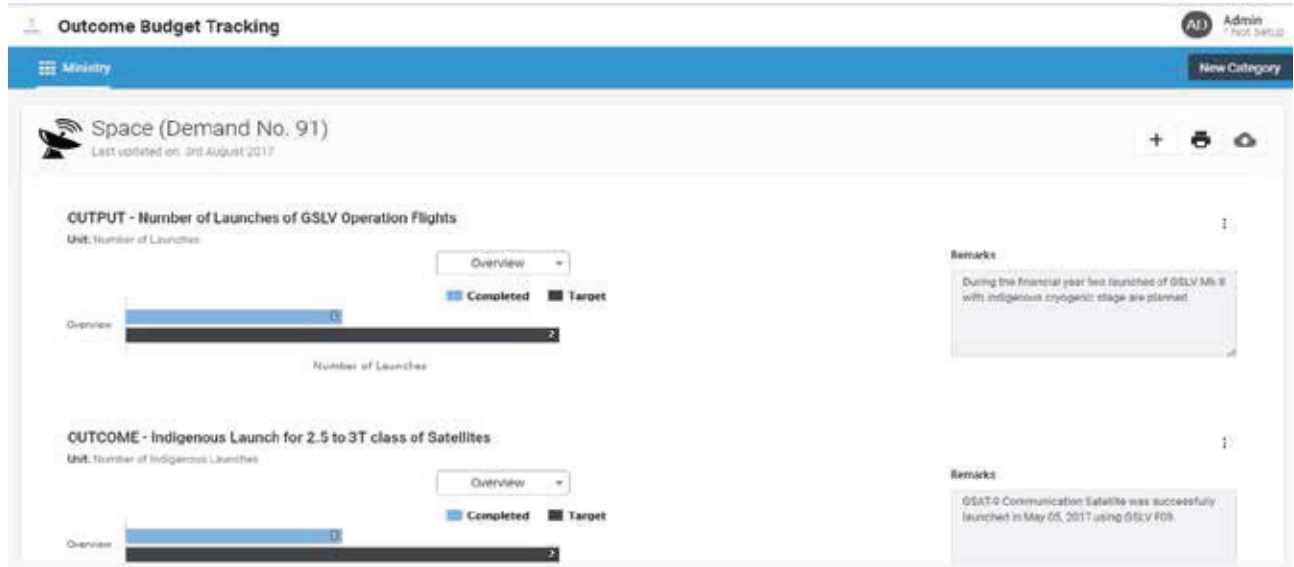 Outcome Budget Tracking
AD
Admin
* Not Setup
Ministry
New Category
Space (Demand No. 91)
Last updated on: 3rd August 2017
OUTPUT - Number of Launches of GSLV Operation Flights
Unit: Number of Launches
Overview
Completed Target
Overview
1
2
Number of Launches
Remarks
During the financial year two launches of GSLV Mk II
with indigenous cryogenic stage are planned
OUTCOME - Indigenous Launch for 2.5 to 3T class of Satellites
Unit: Number of Indigenous Launches
Overview
Completed Target
Overview
1
2
Remarks
GSAT-9 Communication Satellite was successfully
launched in May 05, 2017 using GSLV F09